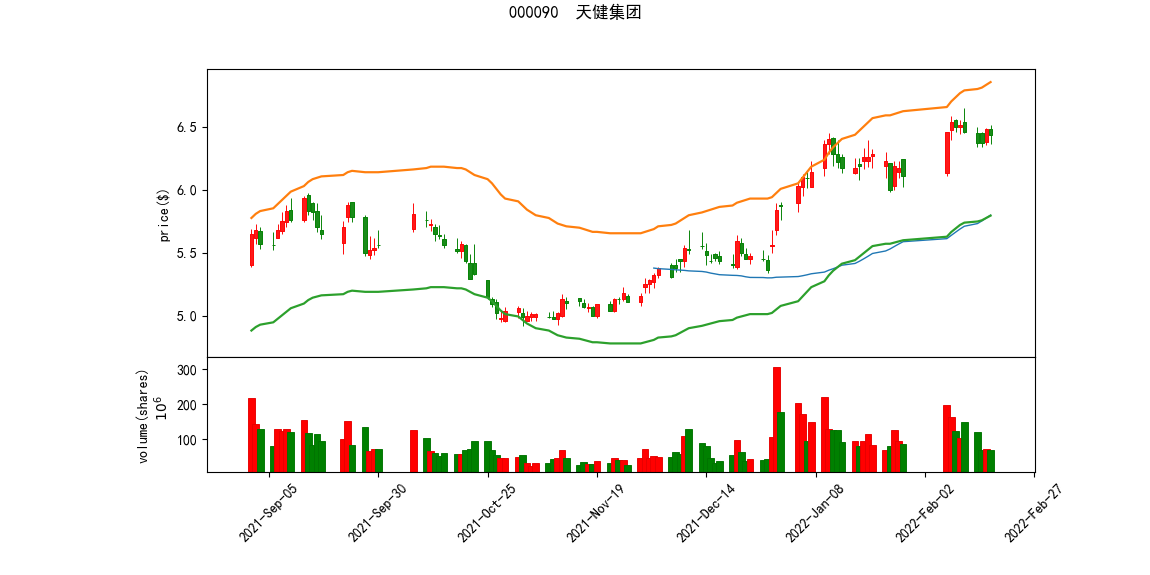 000090 天健集团
price($)
6.5
6.0
5.5
5.0
volume(shares)
10^6
300
200
100
2021-Sep-05
2021-Sep-30
2021-Oct-25
2021-Nov-19
2021-Dec-14
2022-Jan-08
2022-Feb-02
2022-Feb-27